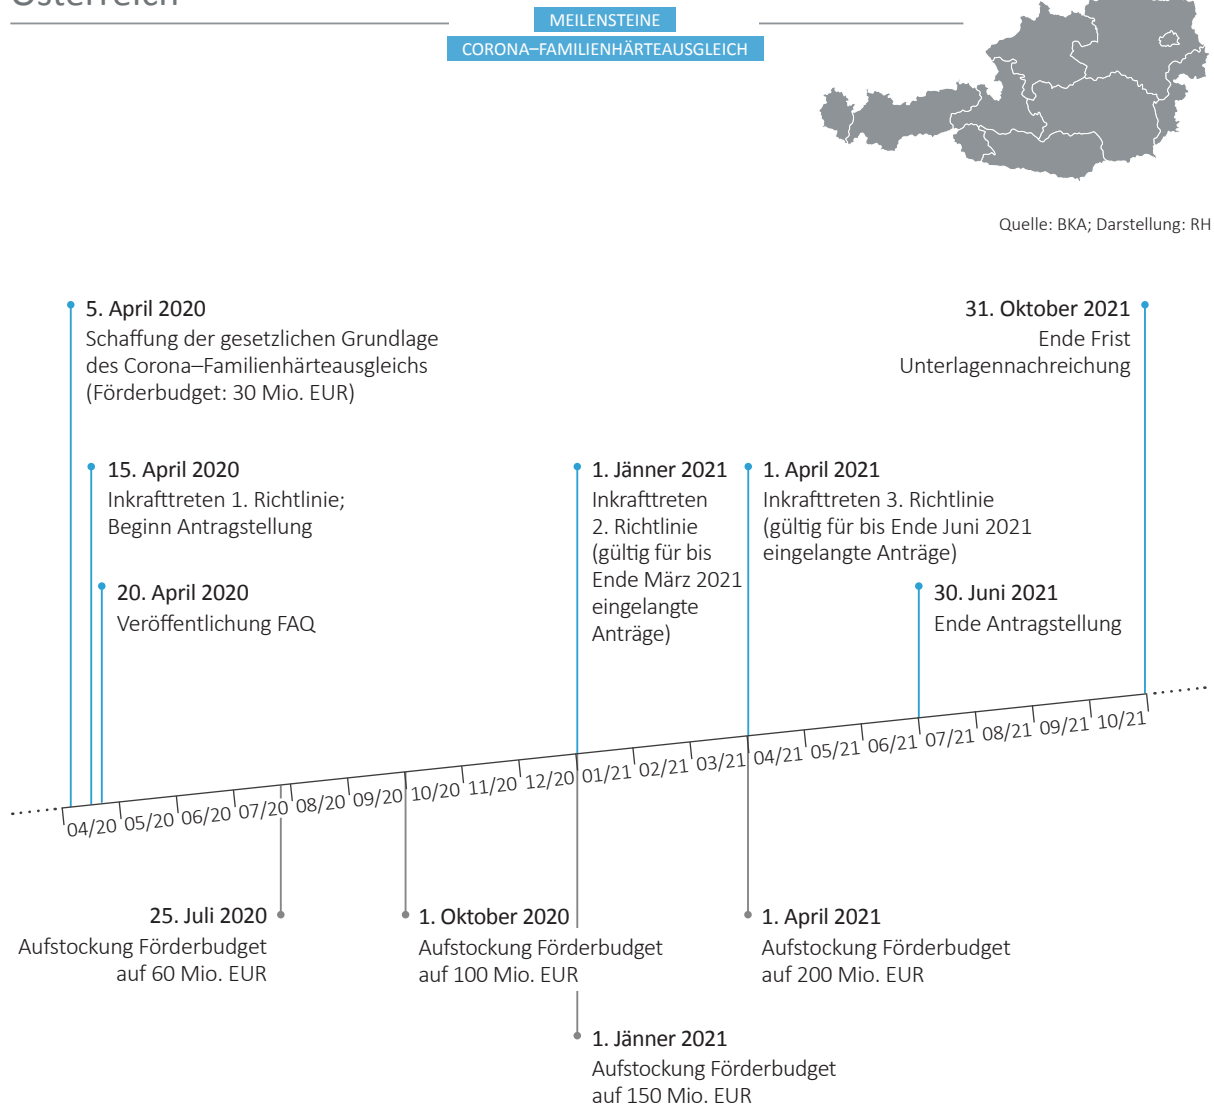 Österreich
MEILENSTEINE
CORONA–FAMILIENHÄRTEAUSGLEICH
Quelle: BKA; Darstellung: RH
5. April 2020
Schaffung der gesetzlichen Grundlage
des Corona–Familienhärteausgleichs
(Förderbudget: 30 Mio. EUR)
31. Oktober 2021
Ende Frist
Unterlagennachreichung
15. April 2020
Inkrafttreten 1. Richtlinie;
Beginn Antragstellung
1. Jänner 2021
Inkrafttreten
2. Richtlinie
(gültig für bis
Ende März 2021
eingelangte
Anträge)
1. April 2021
Inkrafttreten 3. Richtlinie
(gültig für bis Ende Juni 2021
eingelangte Anträge)
20. April 2020
Veröffentlichung FAQ
30. Juni 2021
Ende Antragstellung
04/20 05/20 06/20 07/20 08/20 09/20 10/20 11/20 12/20 01/21 02/21 03/21 04/21 05/21 06/21 07/21 08/21 09/21 10/21
25. Juli 2020
Aufstockung Förderbudget
auf 60 Mio. EUR
1. Oktober 2020
Aufstockung Förderbudget
auf 100 Mio. EUR
1. April 2021
Aufstockung Förderbudget
auf 200 Mio. EUR
1. Jänner 2021
Aufstockung Förderbudget
auf 150 Mio. EUR